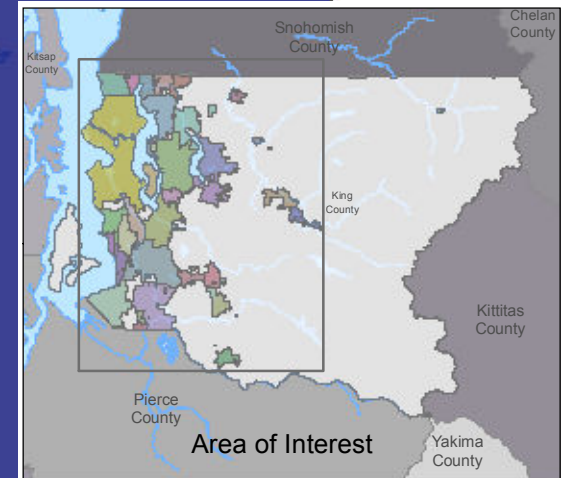 Chelan
County
Snohomish
County
Kitsap
County
King
County
Kittitas
County
Pierce
County
Area of Interest
Yakima
County